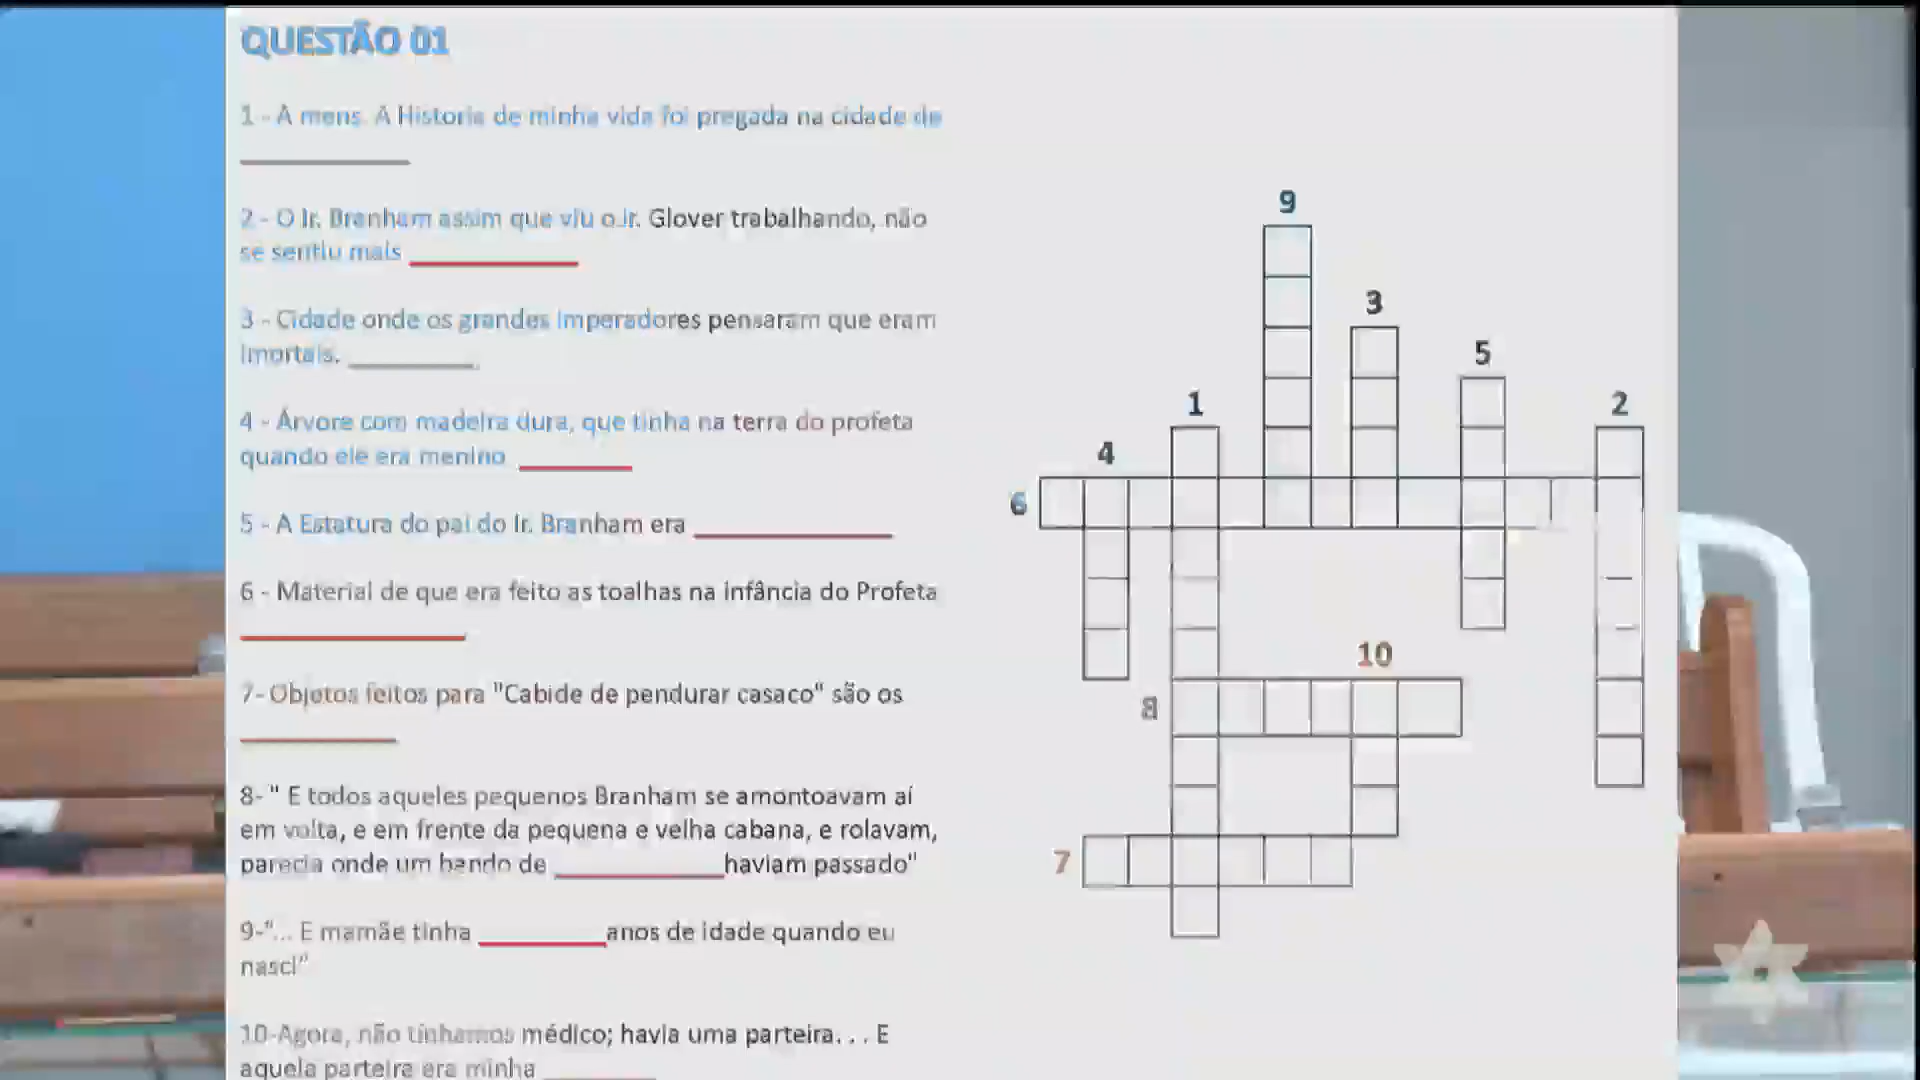 QUESTÃO 01
1 - A mens. A Historia de minha vida foi pregada na cidade de
2 - O Ir. Branham assim que viu o ir. Glover trabalhando, não
se sentiu mais
3 - Cidade onde os grandes imperadores pensaram que eram
imortais.
4 - Árvore com madeira dura, que tinha na terra do profeta
quando ele era menino
5 - A Estatura do pai do Ir. Branham era
6 - Material de que era feito as toalhas na infância do Profeta
7- Objetos feitos para "Cabide de pendurar casaco" são os
8- " E todos aqueles pequenos Branham se amontoavam aí
em volta, e em frente da pequena e velha cabana, e rolavam,
parecia onde um bando de haviam passado"
9-"... E mamãe tinha anos de idade quando eu
nasci"
10-Agora, não tínhamos médico; havia uma parteira. . . E
aquela parteira era minha
9
3
5
1
2
4
6
10
8
7